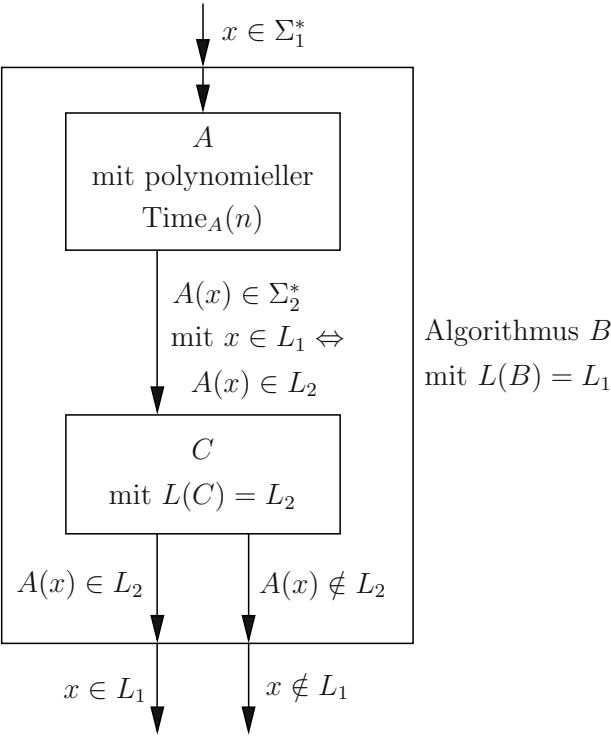 x ∈ Σ₁*
A
mit polynomieller
Time_A(n)
A(x) ∈ Σ₂*
mit x ∈ L₁ ⇔
A(x) ∈ L₂
Algorithmus B
mit L(B) = L₁
C
mit L(C) = L₂
A(x) ∈ L₂
A(x) ∉ L₂
x ∈ L₁
x ∉ L₁